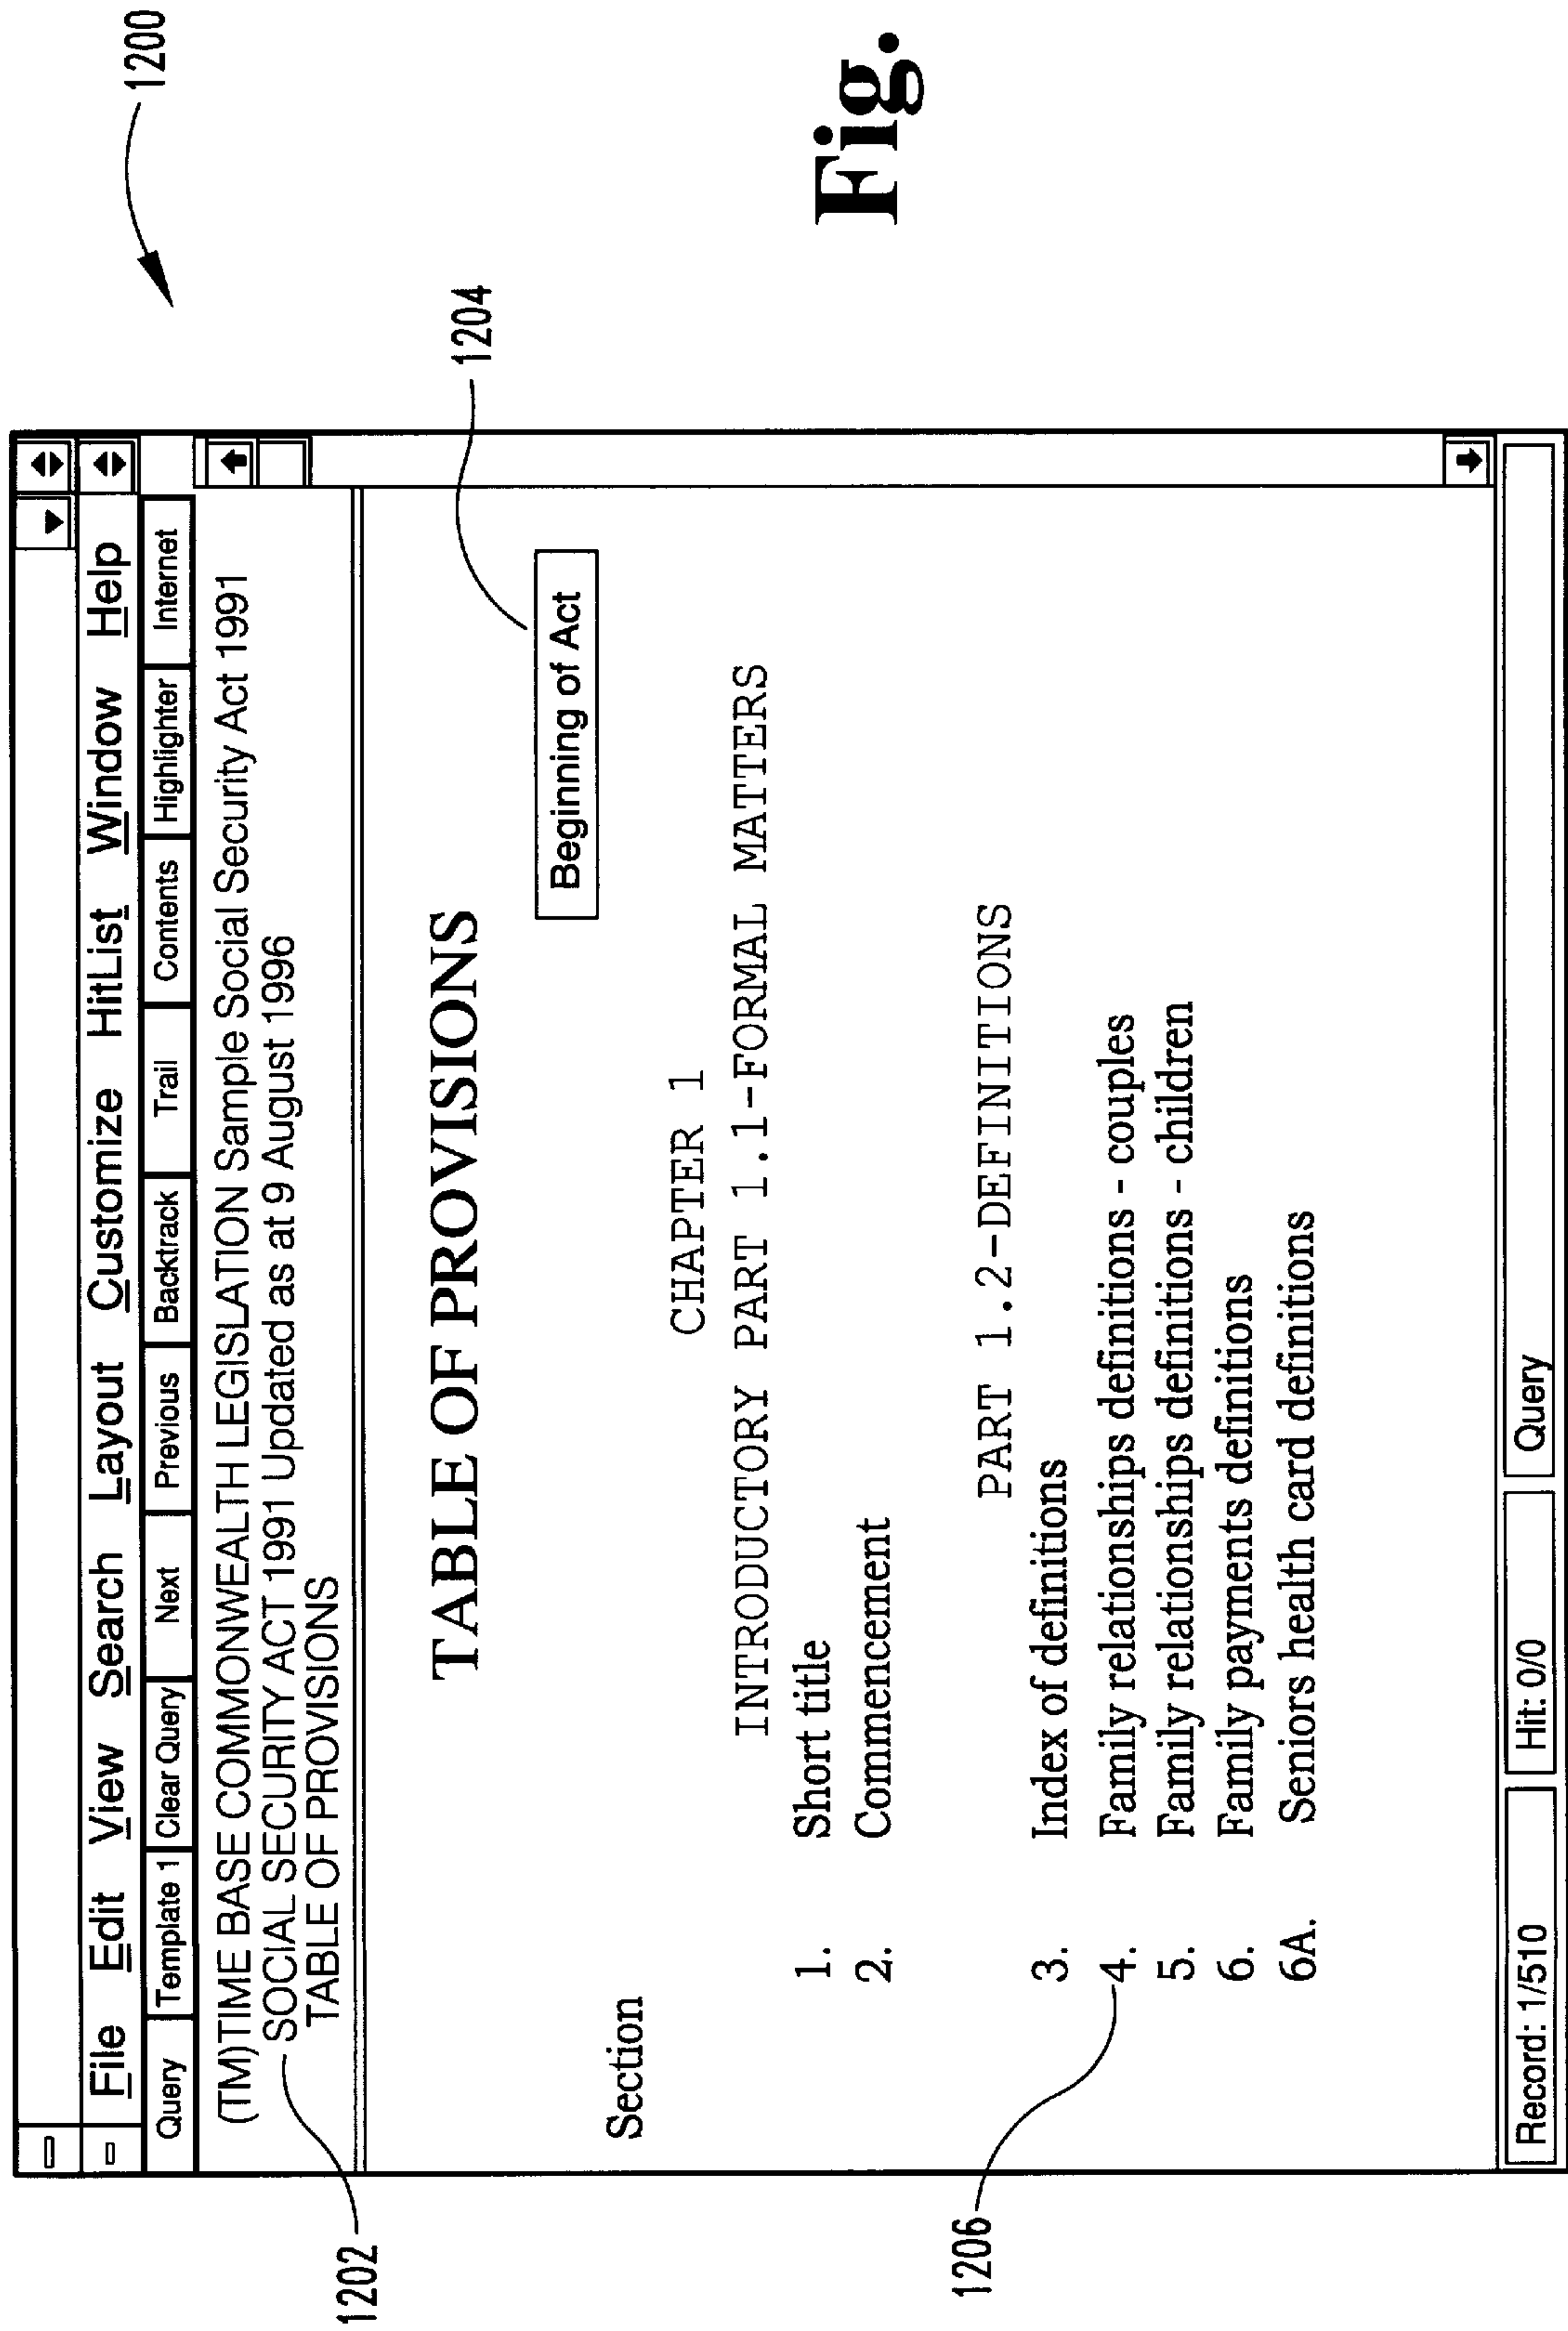 1200
File Edit View Search Layout Customize HitList Window Help
Query Template 1 Clear Query Next Previous Backtrack Trail Contents Highlighter Internet
(TM)TIME BASE COMMONWEALTH LEGISLATION Sample Social Security Act 1991
SOCIAL SECURITY ACT 1991 Updated as at 9 August 1996
TABLE OF PROVISIONS
1202
TABLE OF PROVISIONS
1204
Beginning of Act
Section
CHAPTER 1
INTRODUCTORY PART 1.1-FORMAL MATTERS
1. Short title
2. Commencement
PART 1.2-DEFINITIONS
3. Index of definitions
4. Family relationships definitions - couples
5. Family relationships definitions - children
6. Family payments definitions
6A. Seniors health card definitions
1206
Record: 1/510 Hit: 0/0 Query
Fig.